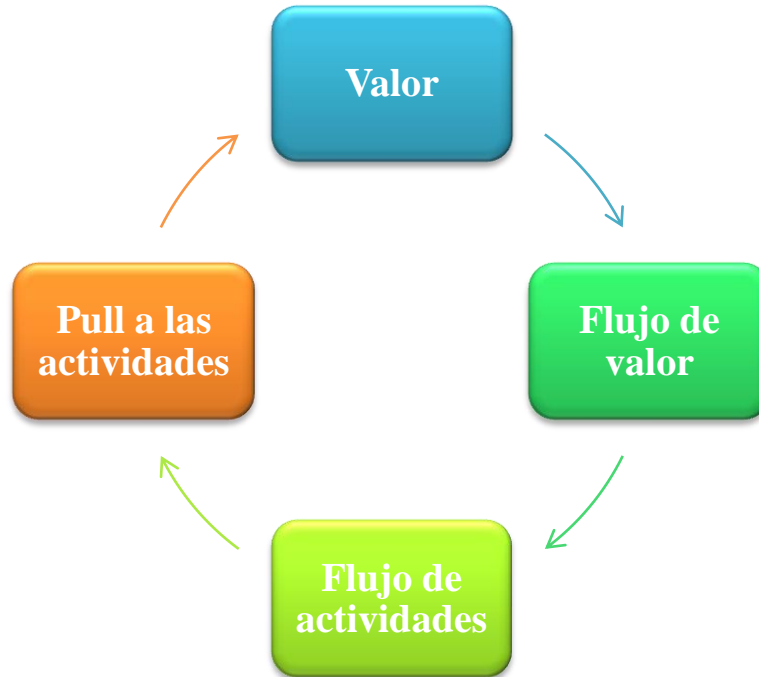 Valor
Flujo de
valor
Flujo de
actividades
Pull a las
actividades